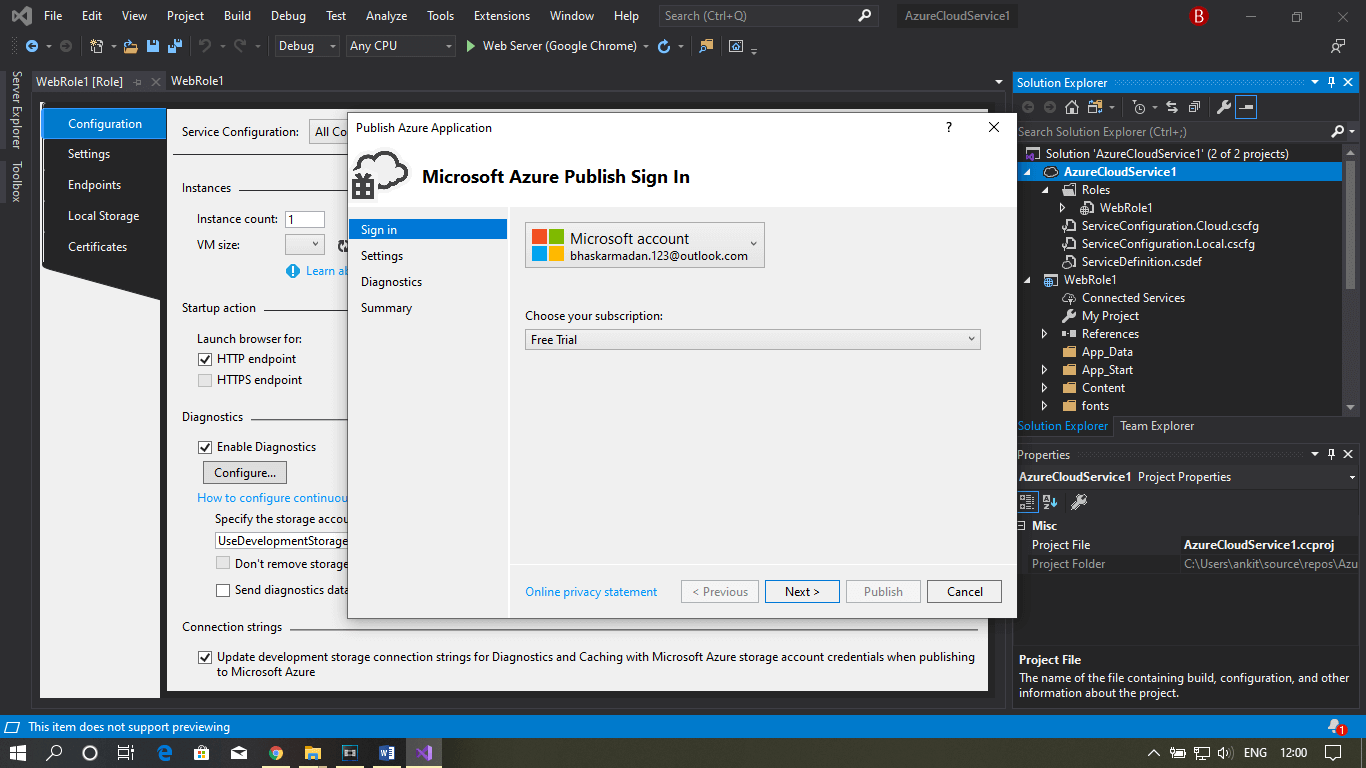 File Edit View Project Build Debug Test Analyze Tools Extensions Window Help Search (Ctrl+Q) AzureCloudService1 B
Debug Any CPU Web Server (Google Chrome)
Server Explorer
Toolbox
WebRole1 [Role] WebRole1
Configuration
Settings
Endpoints
Local Storage
Certificates
Service Configuration: All Co
Instances
Instance count: 1
VM size:
Learn ab
Startup action
Launch browser for:
HTTP endpoint
HTTPS endpoint
Diagnostics
Enable Diagnostics
Configure...
How to configure continuou
Specify the storage accou
UseDevelopmentStorage
Don't remove storage
Send diagnostics data
Connection strings
Update development storage connection strings for Diagnostics and Caching with Microsoft Azure storage account credentials when publishing
to Microsoft Azure
Publish Azure Application ?
Microsoft Azure Publish Sign In
Sign in
Settings
Diagnostics
Summary
Microsoft account
bhaskarmadan.123@outlook.com
Choose your subscription:
Free Trial
Online privacy statement < Previous Next > Publish Cancel
Solution Explorer
Search Solution Explorer (Ctrl+;)
Solution 'AzureCloudService1' (2 of 2 projects)
AzureCloudService1
Roles
WebRole1
ServiceConfiguration.Cloud.cscfg
ServiceConfiguration.Local.cscfg
ServiceDefinition.csdef
WebRole1
Connected Services
My Project
References
App_Data
App_Start
Content
fonts
Solution Explorer Team Explorer
Properties
AzureCloudService1 Project Properties
Misc
Project File AzureCloudService1.ccproj
Project Folder C:\Users\ankit\source\repos\Azu
Project File
The name of the file containing build, configuration, and other
information about the project.
This item does not support previewing 1
ENG 12:00